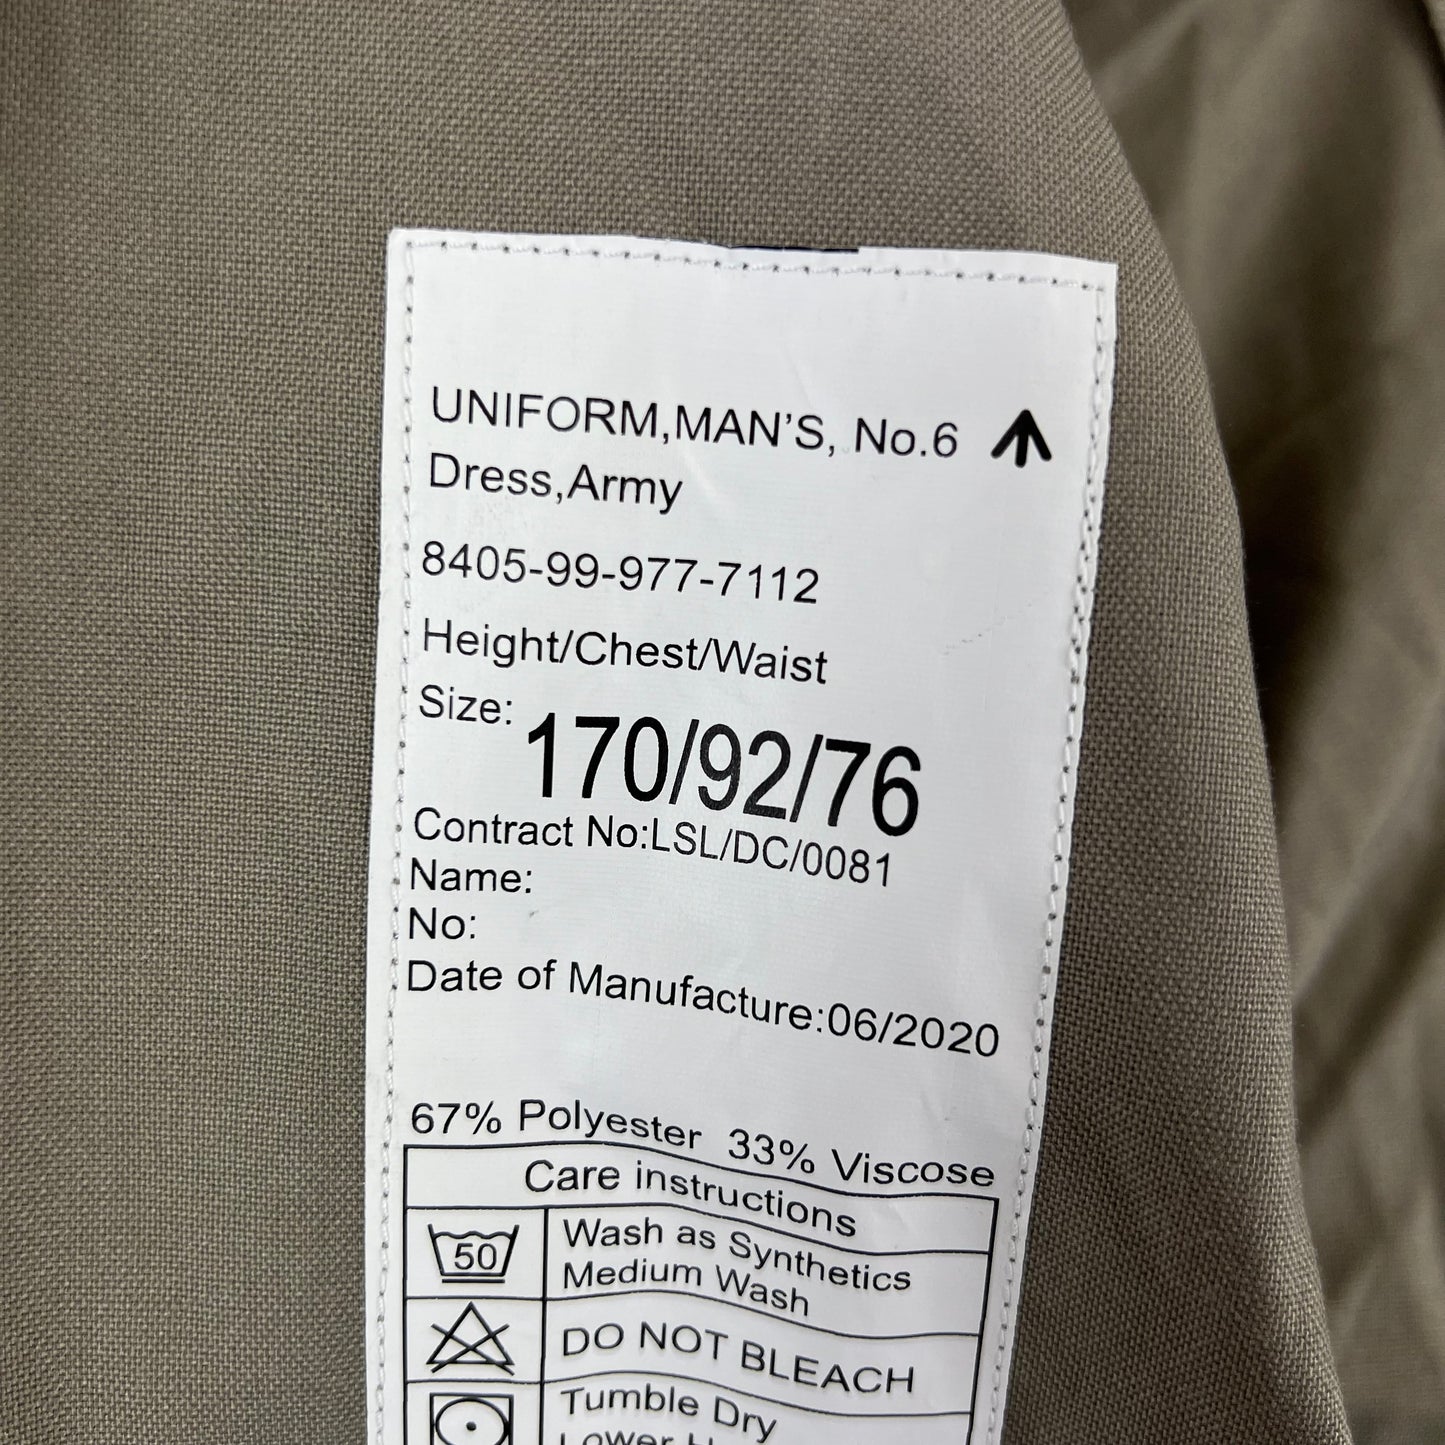 UNIFORM,MAN'S, No.6
Dress,Army
8405-99-977-7112
Height/Chest/Waist
Size: 170/92/76
Contract No:LSL/DC/0081
Name:
No:
Date of Manufacture:06/2020
67% Polyester 33% Viscose
Care instructions
50 Wash as Synthetics
Medium Wash
DO NOT BLEACH
Tumble Dry
Lower